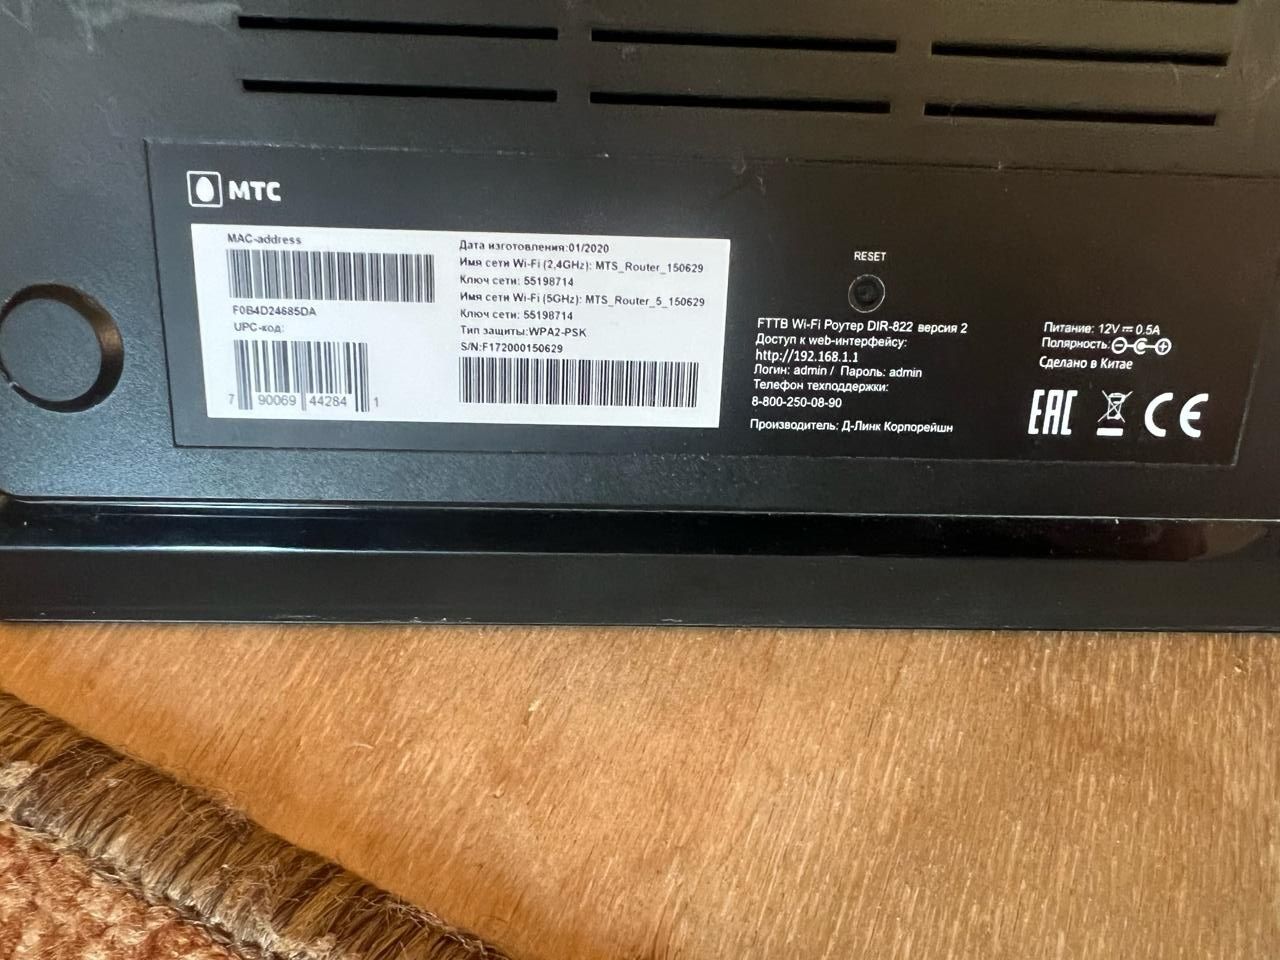 МТС
MAC-address
F0B4D24685DA
UPC-код:
7 90069 44284 1
Дата изготовления:01/2020
Имя сети Wi-Fi (2,4GHz): MTS_Router_150629
Ключ сети: 55198714
Имя сети Wi-Fi (5GHz): MTS_Router_5_150629
Ключ сети: 55198714
Тип защиты:WPA2-PSK
S/N:F172000150629
RESET
FTTB Wi-Fi Роутер DIR-822 версия 2
Доступ к web-интерфейсу:
http://192.168.1.1
Логин: admin / Пароль: admin
Телефон техподдержки:
8-800-250-08-90
Производитель: Д-Линк Корпорейшн
Питание: 12V⎓0.5A
Полярность:
Сделано в Китае
EAC CE